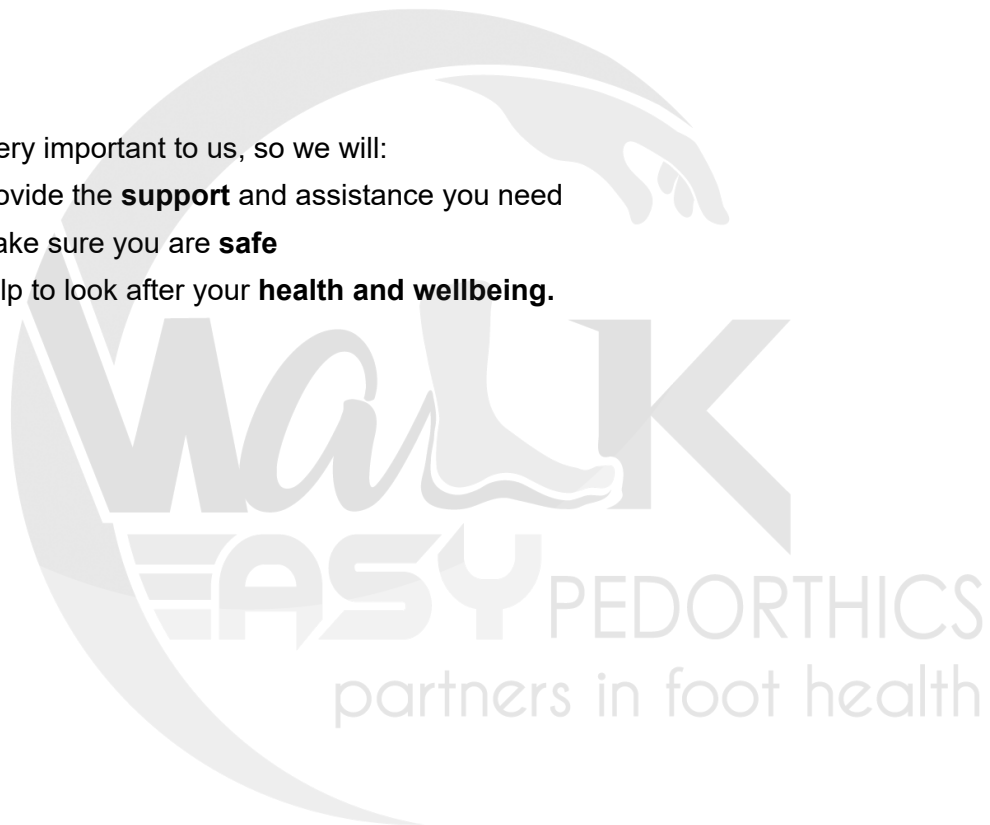 ery important to us, so we will:
ovide the support and assistance you need
ake sure you are safe
lp to look after your health and wellbeing.
WaLK
EASY PEDORTHICS
partners in foot health